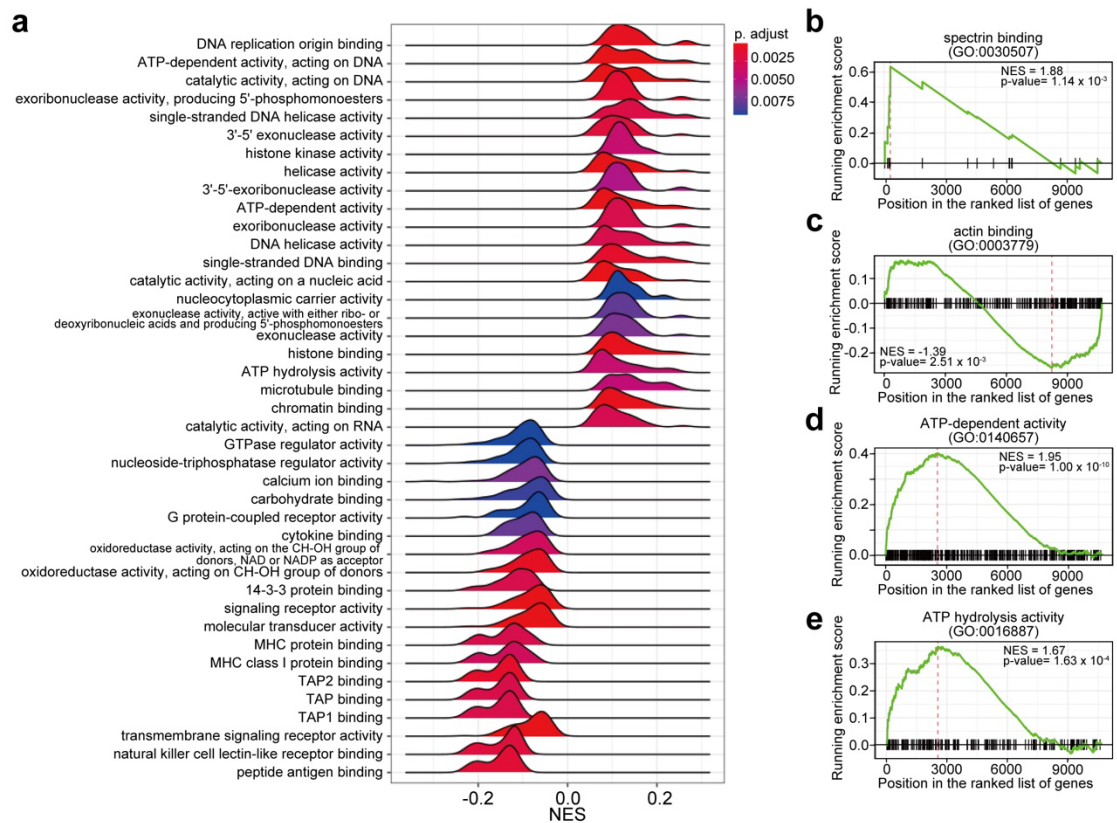 a
DNA replication origin binding
ATP-dependent activity, acting on DNA
catalytic activity, acting on DNA
exoribonuclease activity, producing 5'-phosphomonoesters
single-stranded DNA helicase activity
3'-5' exonuclease activity
histone kinase activity
helicase activity
3'-5'-exoribonuclease activity
ATP-dependent activity
exoribonuclease activity
DNA helicase activity
single-stranded DNA binding
catalytic activity, acting on a nucleic acid
nucleocytoplasmic carrier activity
exonuclease activity, active with either ribo- or
deoxyribonucleic acids and producing 5'-phosphomonoesters
exonuclease activity
histone binding
ATP hydrolysis activity
microtubule binding
chromatin binding
catalytic activity, acting on RNA
GTPase regulator activity
nucleoside-triphosphatase regulator activity
calcium ion binding
carbohydrate binding
G protein-coupled receptor activity
cytokine binding
oxidoreductase activity, acting on the CH-OH group of
donors, NAD or NADP as acceptor
oxidoreductase activity, acting on CH-OH group of donors
14-3-3 protein binding
signaling receptor activity
molecular transducer activity
MHC protein binding
MHC class I protein binding
TAP2 binding
TAP binding
TAP1 binding
transmembrane signaling receptor activity
natural killer cell lectin-like receptor binding
peptide antigen binding
-0.2 0.0 0.2
NES
p. adjust
0.0025
0.0050
0.0075
b
spectrin binding
(GO:0030507)
NES = 1.88
p-value= 1.14 x 10-3
Running enrichment score
0.6
0.4
0.2
0.0
0 3000 6000 9000
Position in the ranked list of genes
c
actin binding
(GO:0003779)
Running enrichment score
0.1
0.0
-0.1
-0.2
NES = -1.39
p-value= 2.51 x 10-3
0 3000 6000 9000
Position in the ranked list of genes
d
ATP-dependent activity
(GO:0140657)
NES = 1.95
p-value= 1.00 x 10-10
Running enrichment score
0.4
0.2
0.0
0 3000 6000 9000
Position in the ranked list of genes
e
ATP hydrolysis activity
(GO:0016887)
NES = 1.67
p-value= 1.63 x 10-4
Running enrichment score
0.3
0.2
0.1
0.0
0 3000 6000 9000
Position in the ranked list of genes